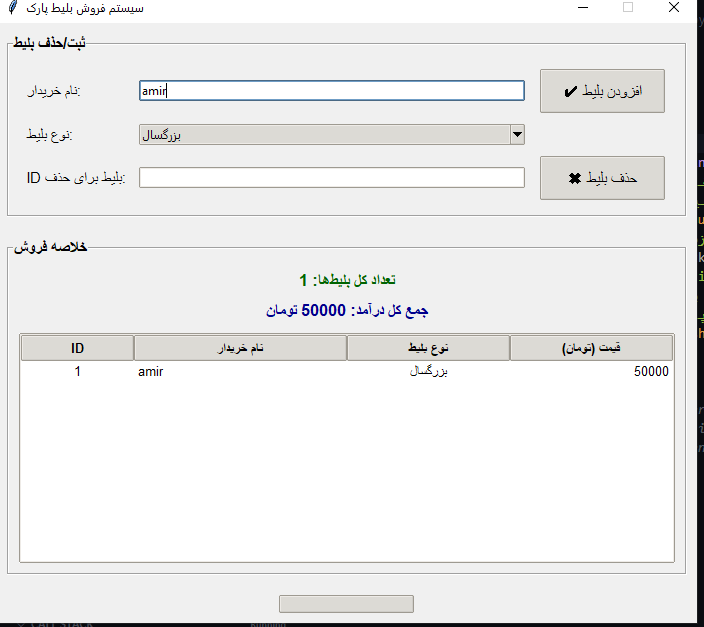 سیستم فروش بلیط پارک
ثبت/حذف بلیط
نام خریدار:
amir
افزودن بلیط ✔
نوع بلیط:
بزرگسال
بلیط برای حذف ID:
حذف بلیط ✖
خلاصه فروش
تعداد کل بلیط‌ها: 1
جمع کل درآمد: 50000 تومان
ID نام خریدار نوع بلیط قیمت (تومان)
1 amir بزرگسال 50000